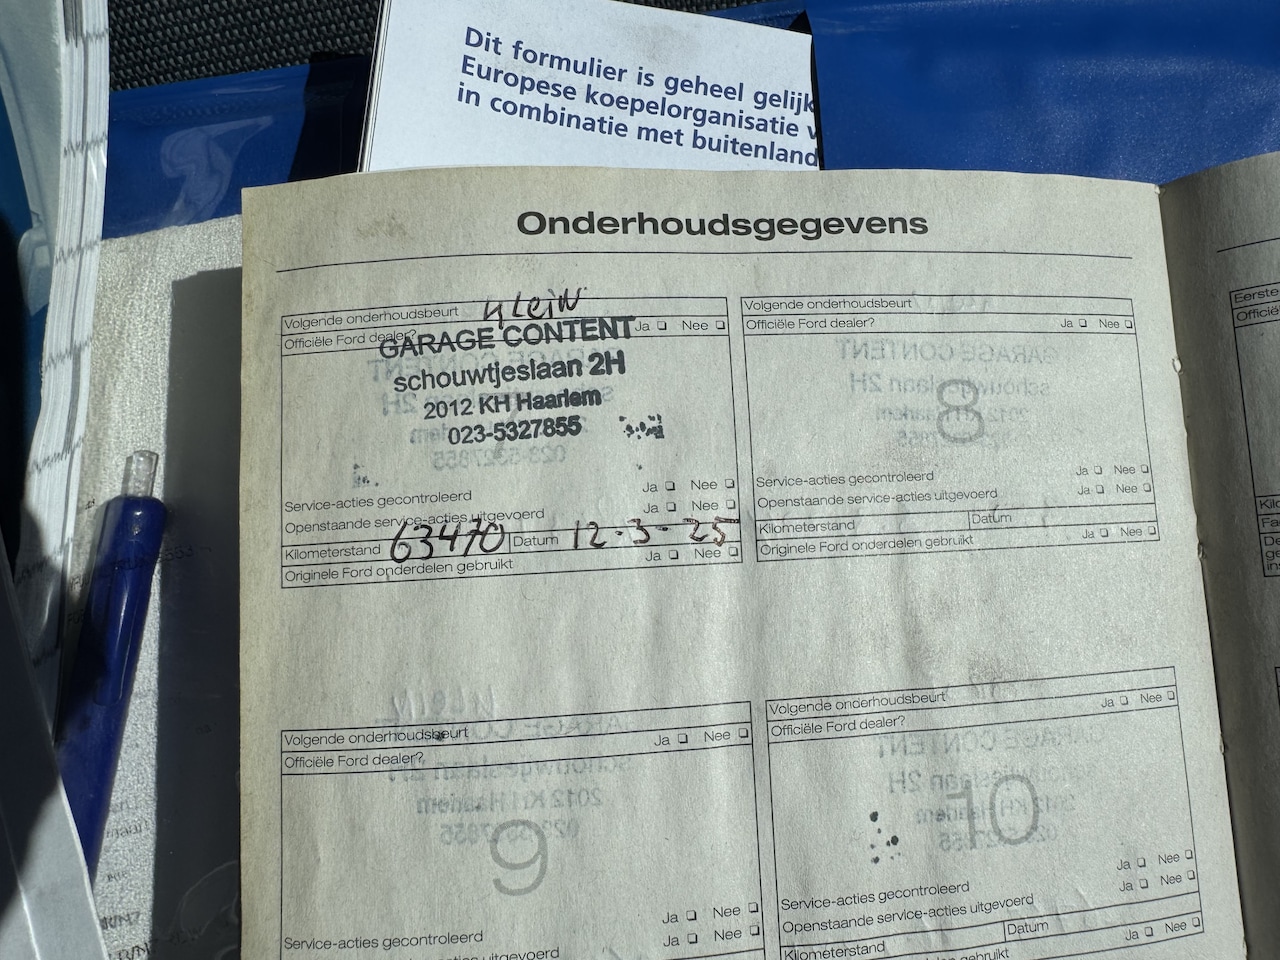 Dit formulier is geheel
Europese koepelorganisatie
in combinatie met
Onderhoudsgegevens
Volgende onderhoudsbeurt KLEIN
Officiële Ford dealer? Ja Nee
GARAGE CONTENT
schouwtjeslaan 2H
2012 KH Haarlem
023-5327855
Service-acties gecontroleerd Ja Nee
Openstaande service-acties uitgevoerd Ja Nee
Kilometerstand 63470 Datum 12-3-25
Originele Ford onderdelen gebruikt Ja Nee
Volgende onderhoudsbeurt
Officiële Ford dealer? Ja Nee
8
Service-acties gecontroleerd Ja Nee
Openstaande service-acties uitgevoerd Ja Nee
Kilometerstand Datum
Originele Ford onderdelen gebruikt Ja Nee
Volgende onderhoudsbeurt
Officiële Ford dealer? Ja Nee
9
Service-acties gecontroleerd Ja Nee
uitgevoerd Ja Nee
Volgende onderhoudsbeurt
Officiële Ford dealer? Ja Nee
10
Service-acties gecontroleerd Ja Nee
Openstaande service-acties uitgevoerd Ja Nee
Kilometerstand Datum
gebruikt Ja Nee
Eerste